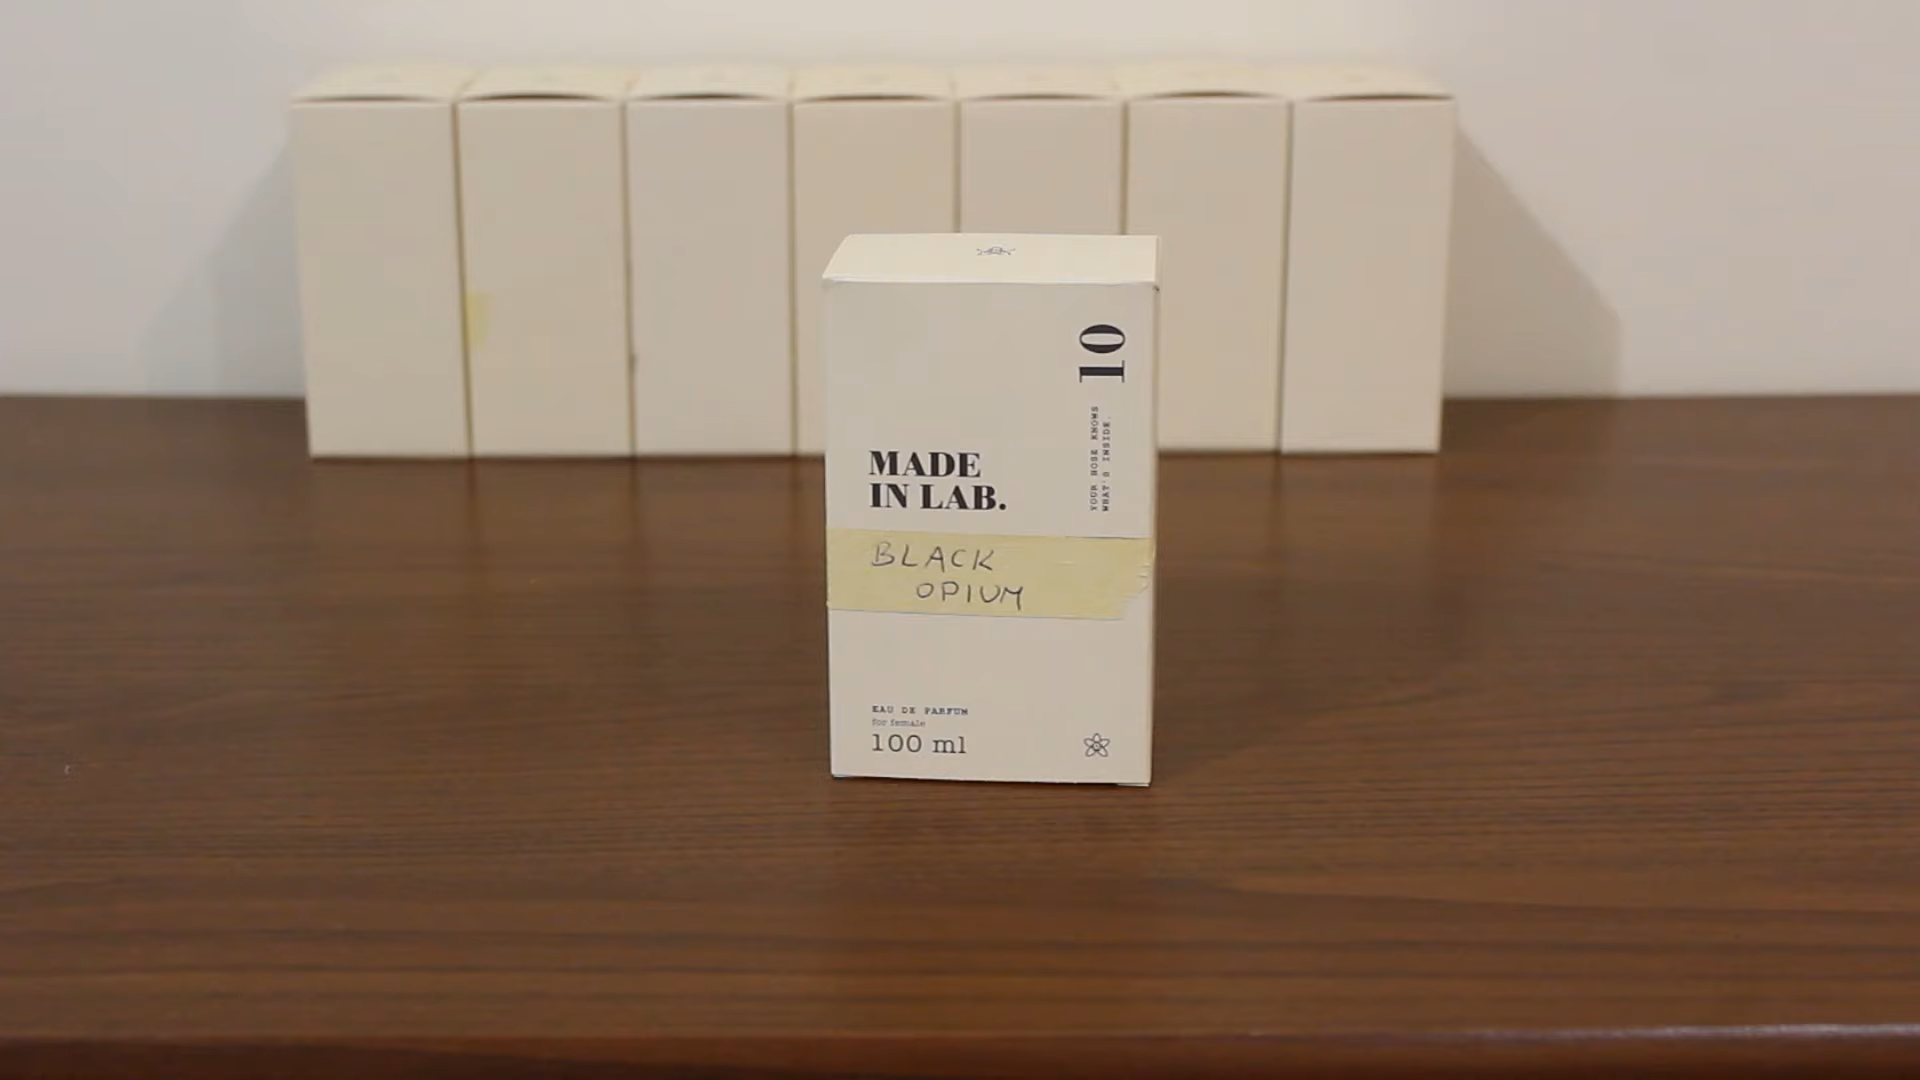 10
YOUR NOSE KNOWS
WHAT'S INSIDE.
MADE
IN LAB.
BLACK
OPIUM
EAU DE PARFUM
for female
100 ml